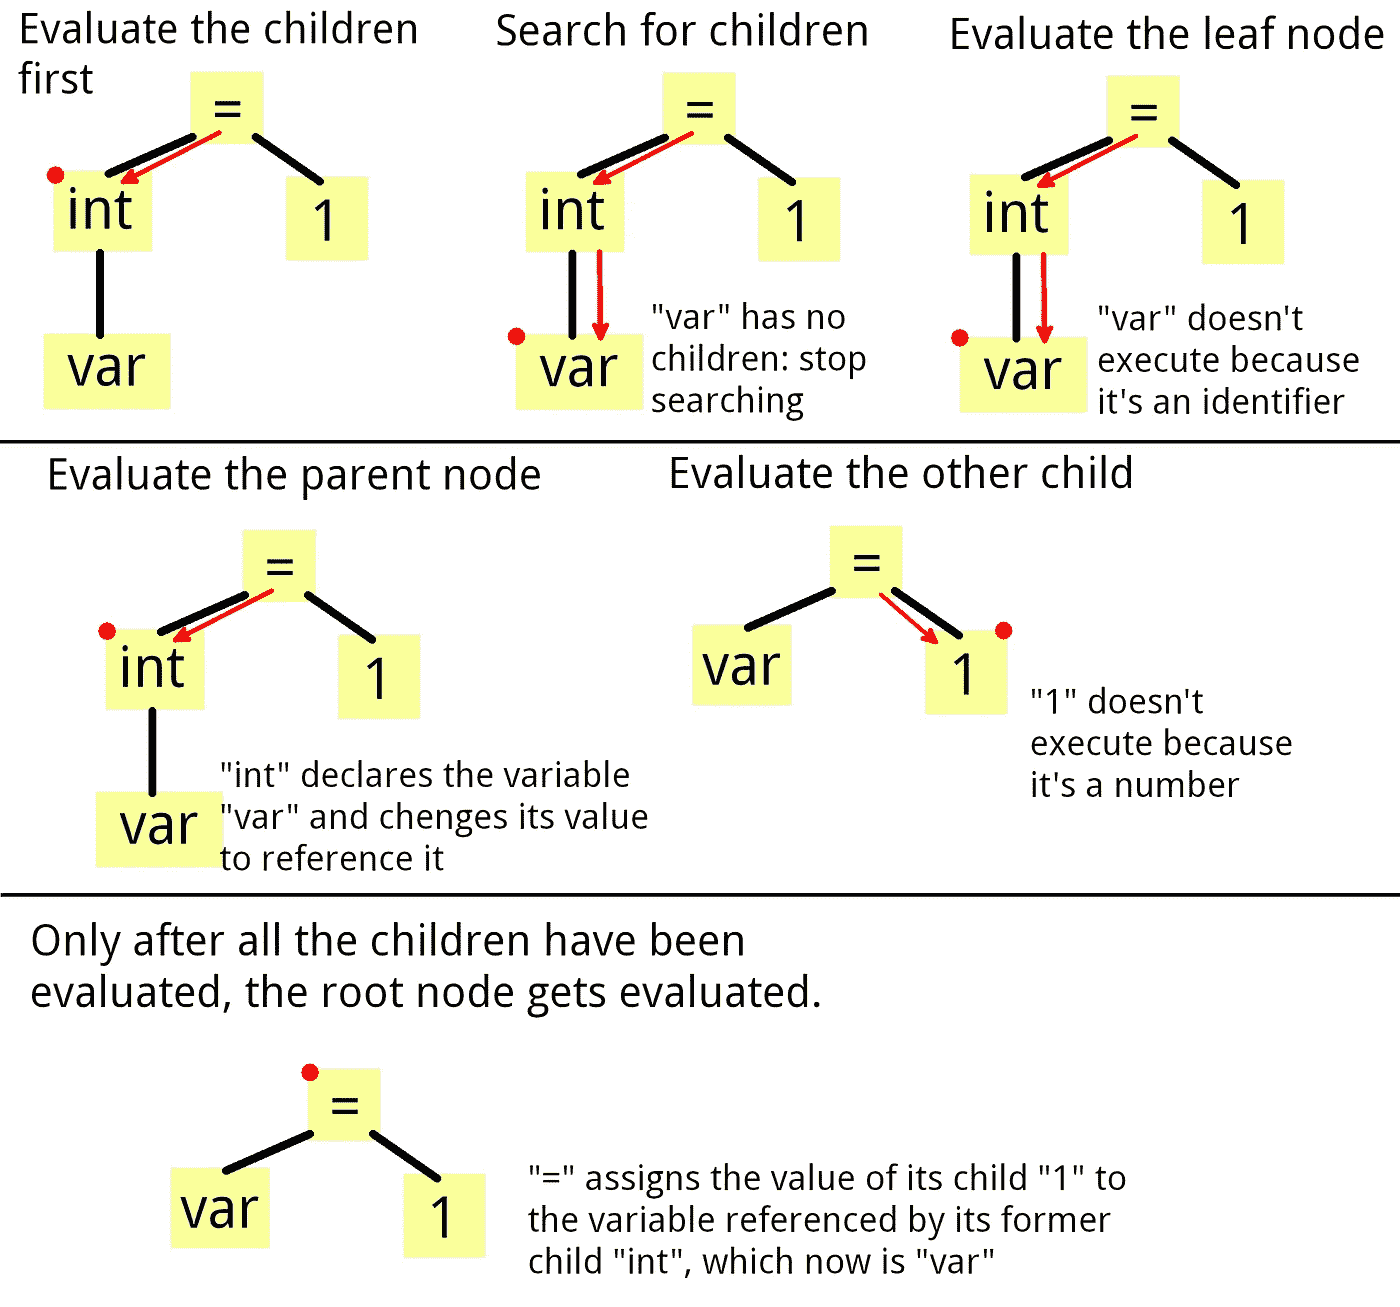 Evaluate the children
first
=
int
1
var
Search for children
=
int
1
var
"var" has no
children: stop
searching
Evaluate the leaf node
=
int
1
var
"var" doesn't
execute because
it's an identifier
Evaluate the parent node
=
int
1
var
"int" declares the variable
"var" and chenges its value
to reference it
Evaluate the other child
=
var
1
"1" doesn't
execute because
it's a number
Only after all the children have been
evaluated, the root node gets evaluated.
=
var
1
"=" assigns the value of its child "1" to
the variable referenced by its former
child "int", which now is "var"